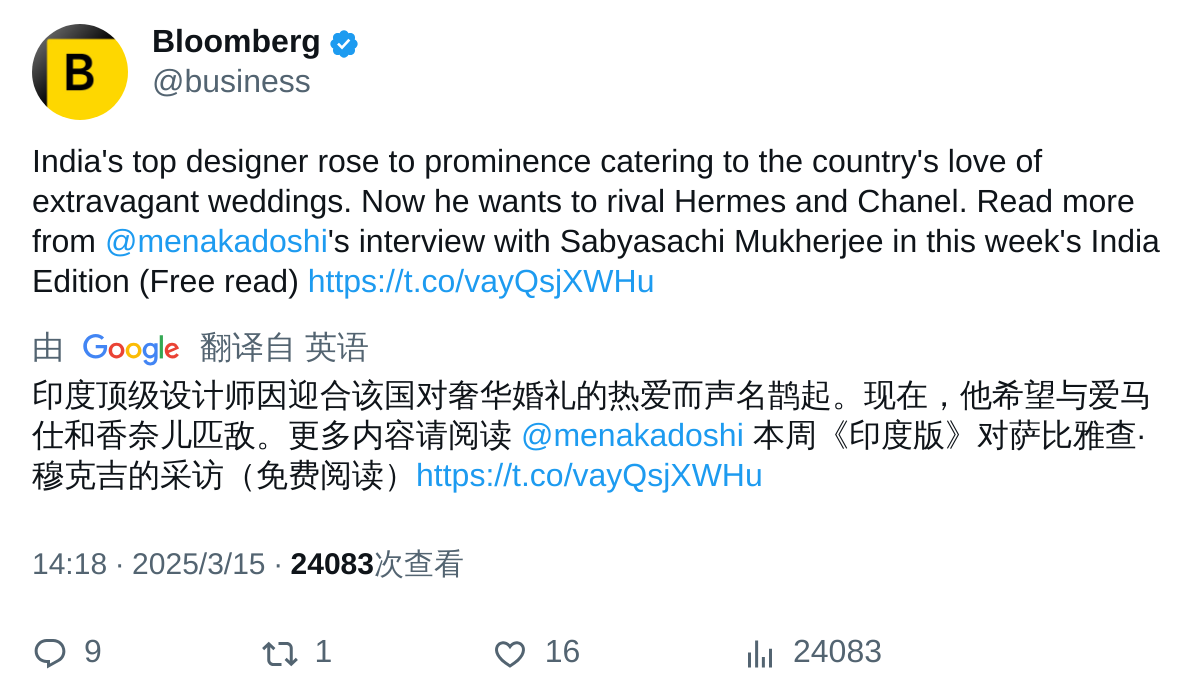 B
Bloomberg
@business
India's top designer rose to prominence catering to the country's love of
extravagant weddings. Now he wants to rival Hermes and Chanel. Read more
from @menakadoshi's interview with Sabyasachi Mukherjee in this week's India
Edition (Free read) https://t.co/vayQsjXWHu
由 Google 翻译自 英语
印度顶级设计师因迎合该国对奢华婚礼的热爱而声名鹊起。现在，他希望与爱马
仕和香奈儿匹敌。更多内容请阅读 @menakadoshi 本周《印度版》对萨比雅查·
穆克吉的采访（免费阅读）https://t.co/vayQsjXWHu
14:18 · 2025/3/15 · 24083次查看
9 1 16 24083